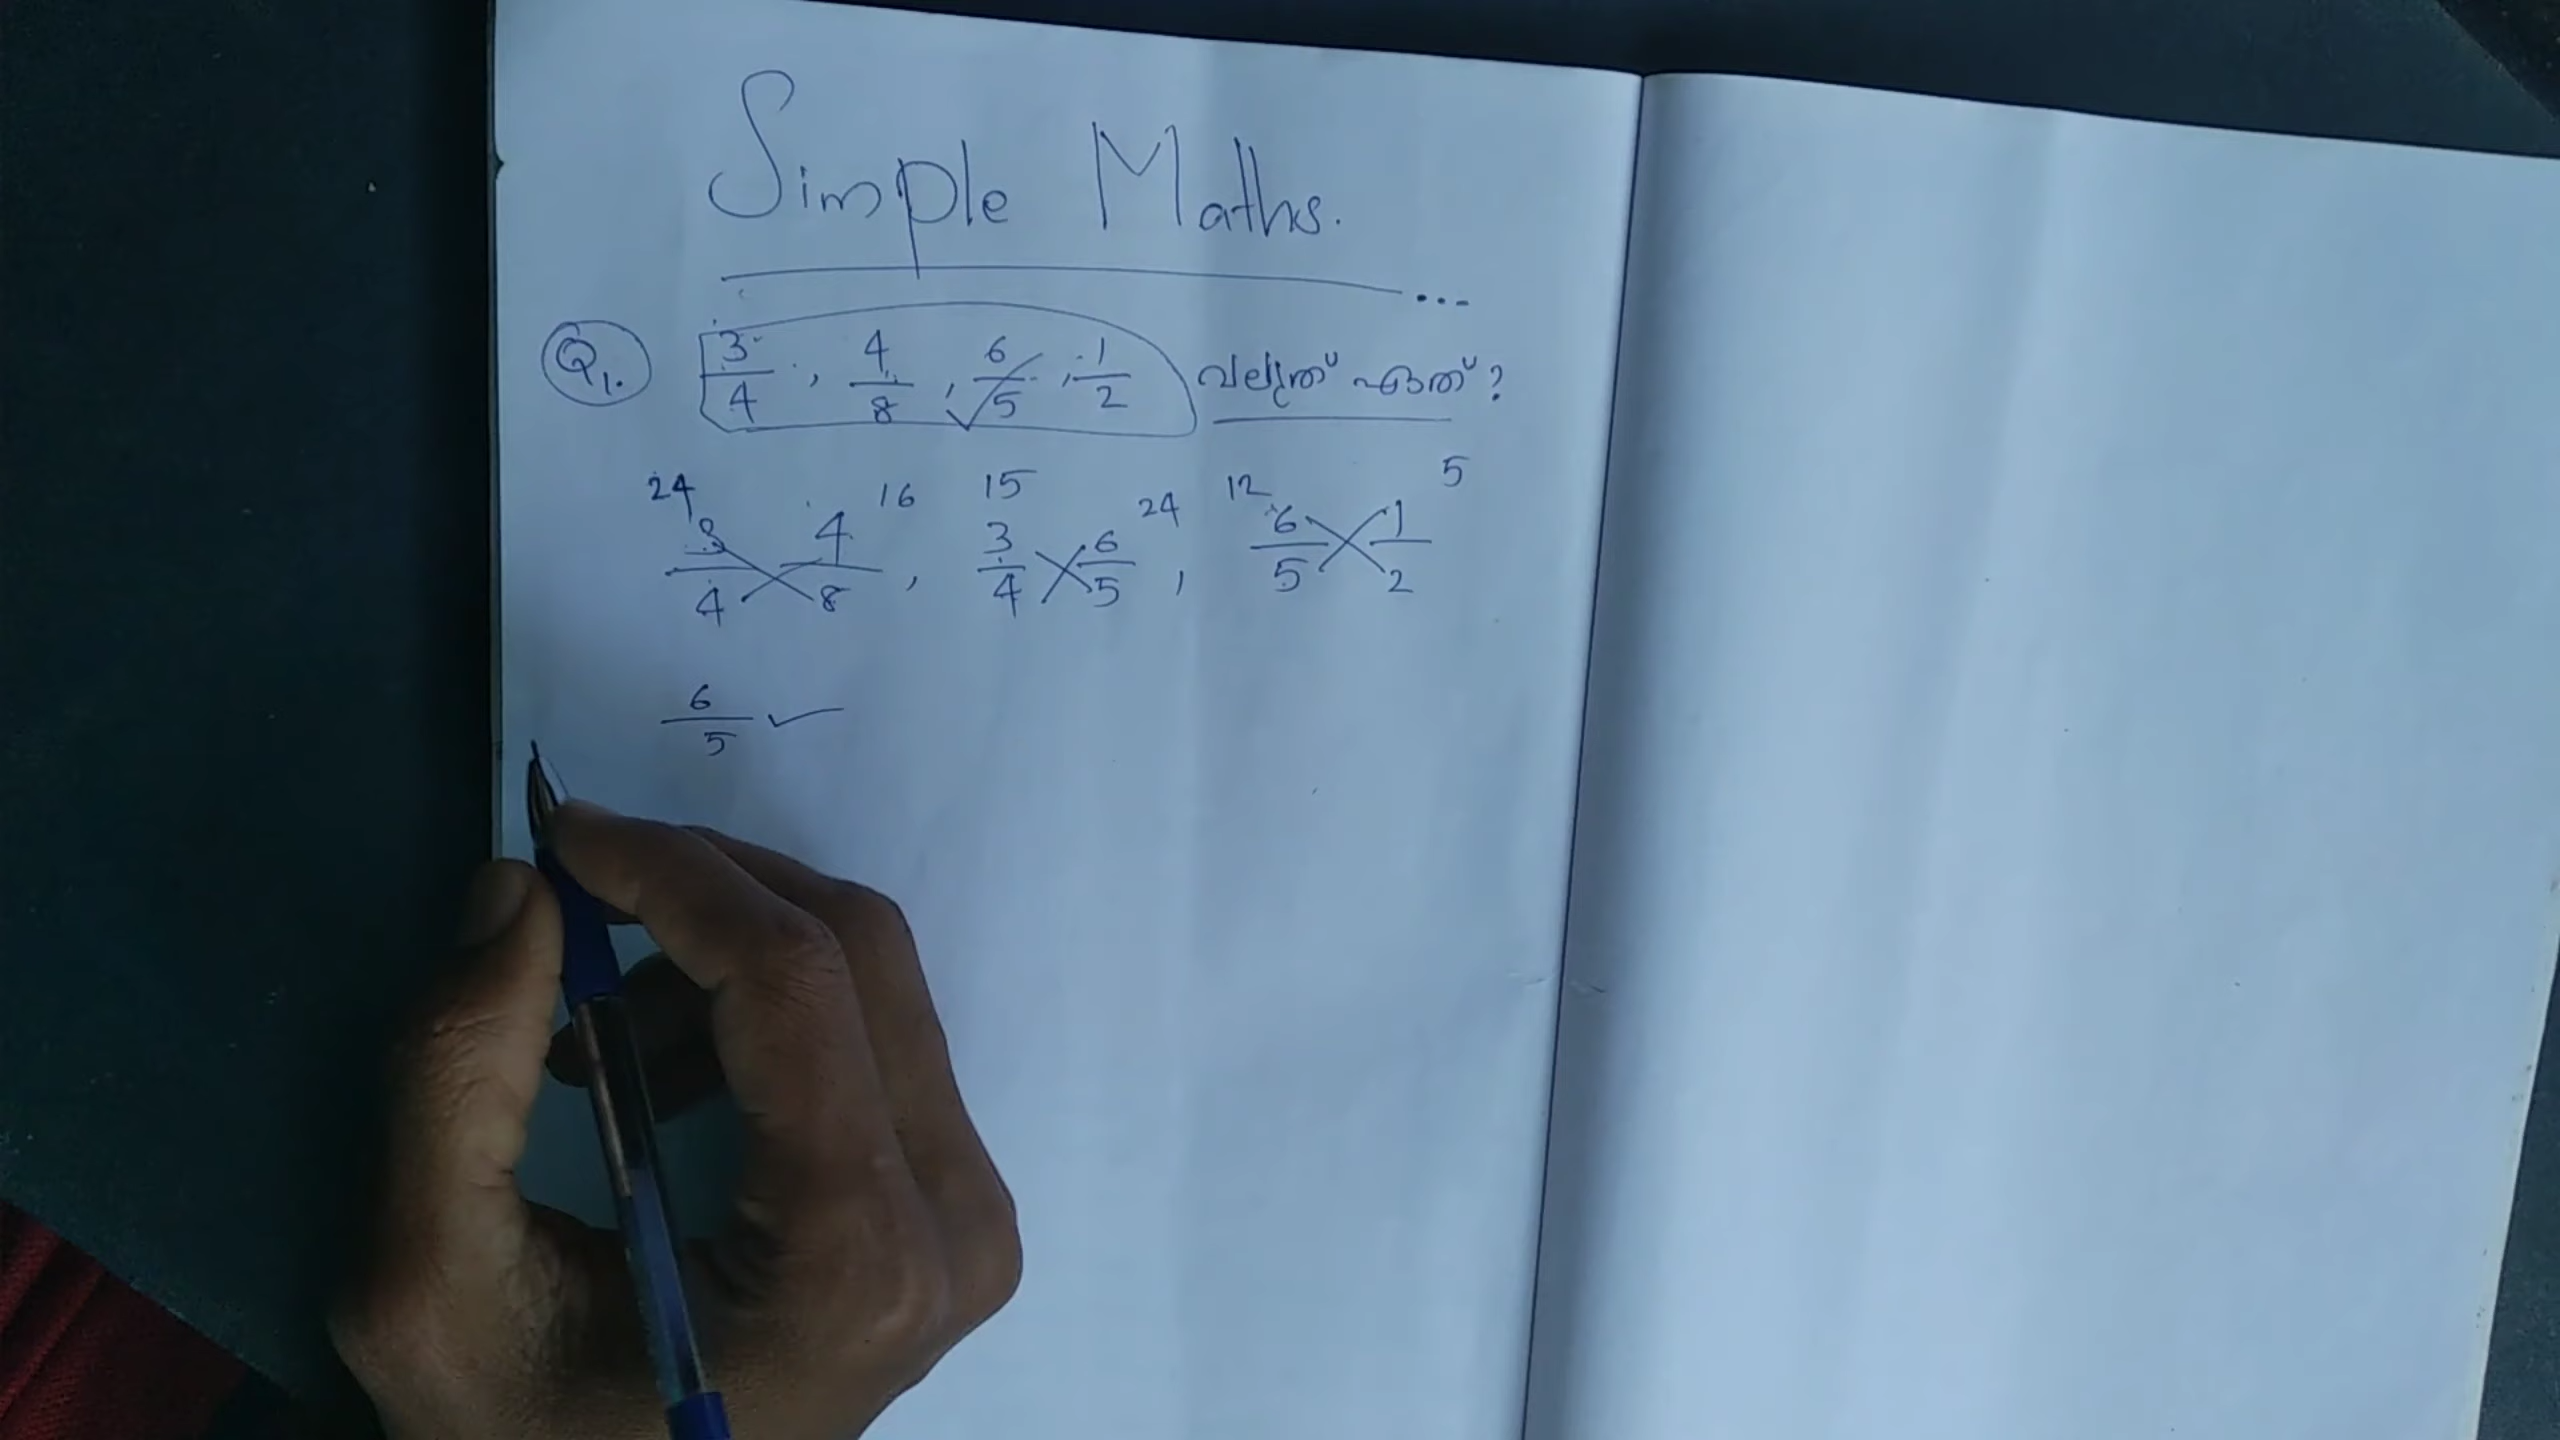 Simple Maths.
...
Q1. 3/4, 4/8, 6/5, 1/2 വലുത് ഏത്?
24 16 15 24 12 5
3/4 4/8, 3/4 6/5, 6/5 1/2
6/5 ✓